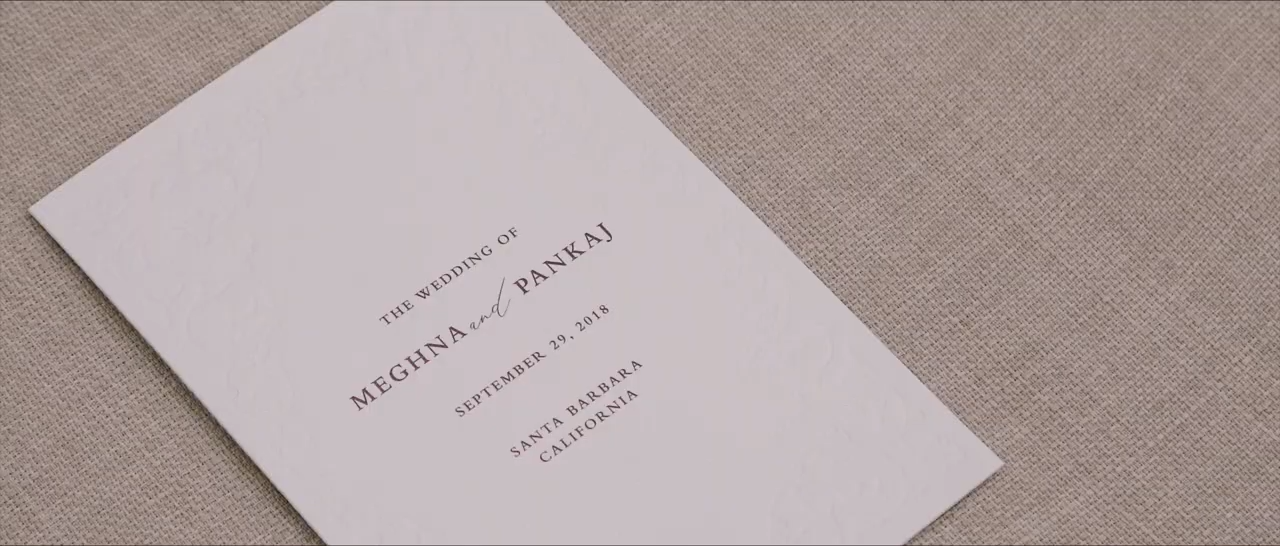 THE WEDDING OF
MEGHNA and PANKAJ
SEPTEMBER 29, 2018
SANTA BARBARA
CALIFORNIA